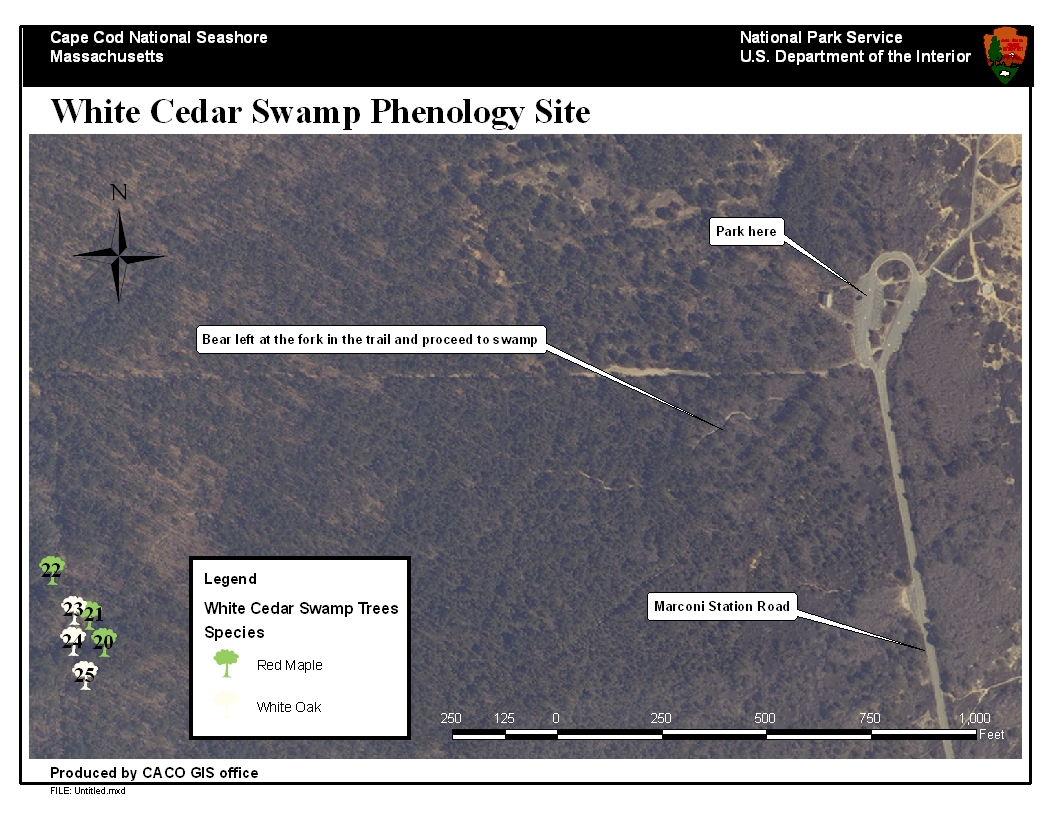 Cape Cod National Seashore
Massachusetts
National Park Service
U.S. Department of the Interior
White Cedar Swamp Phenology Site
N
Park here
Bear left at the fork in the trail and proceed to swamp
22
23
21
24
20
25
Legend
White Cedar Swamp Trees
Species
Red Maple
White Oak
Marconi Station Road
250 125 0 250 500 750 1,000
Feet
Produced by CACO GIS office
FILE: Untitled.mxd